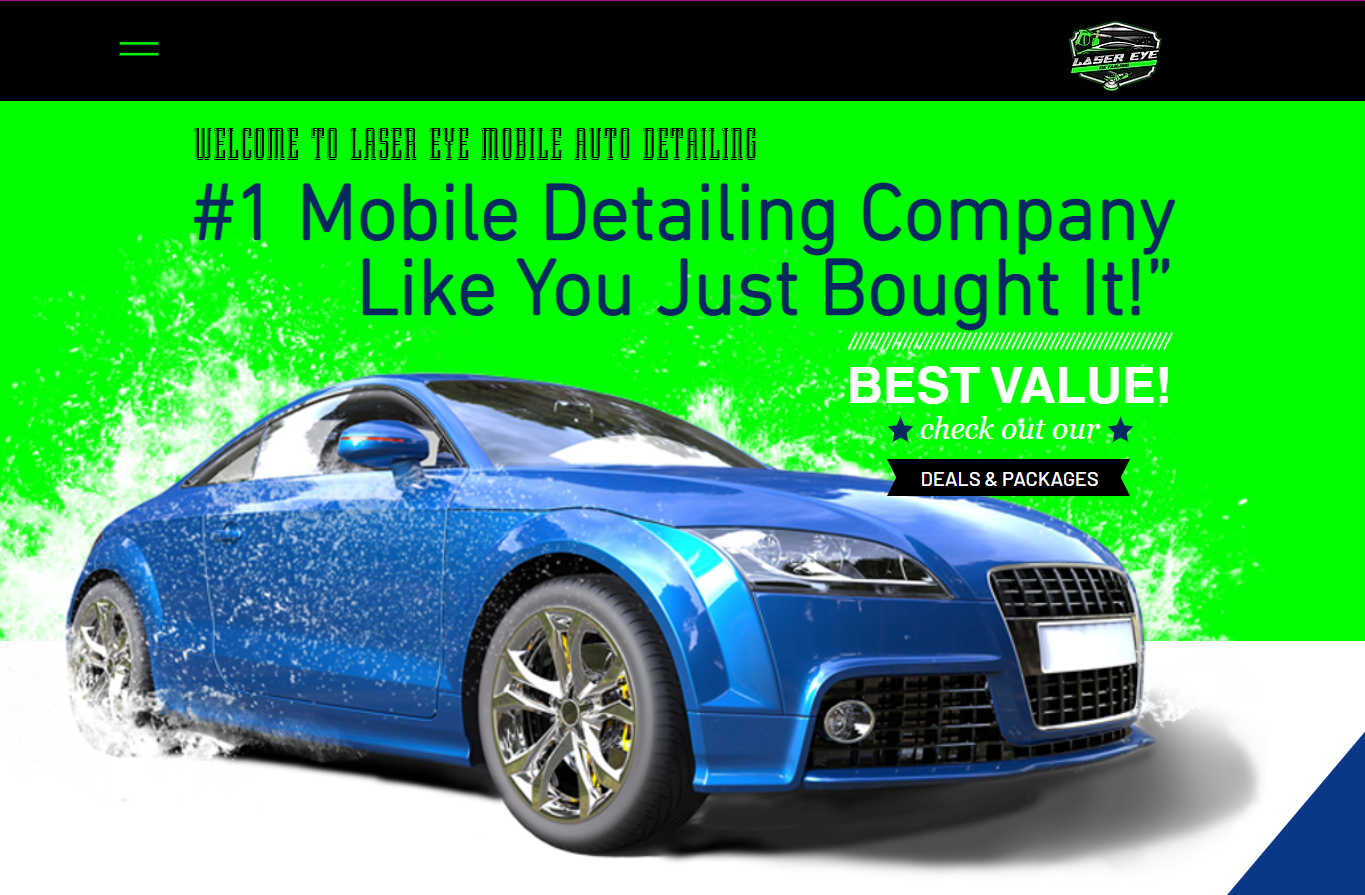 LASER EYE
DETAILING
WELCOME TO LASER EYE MOBILE AUTO DETAILING
#1 Mobile Detailing Company
Like You Just Bought It!”
BEST VALUE!
check out our
DEALS & PACKAGES